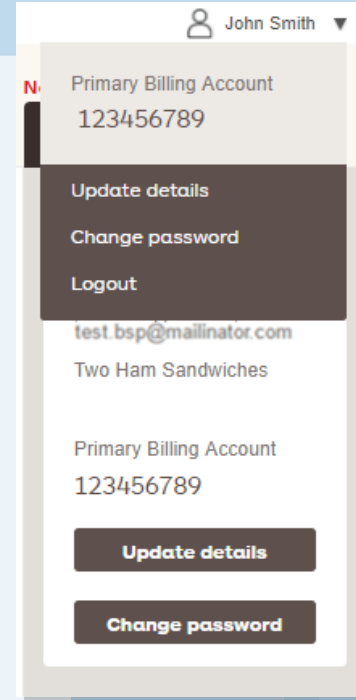 John Smith ▼
Primary Billing Account
123456789
Update details
Change password
Logout
test.bsp@mailinator.com
Two Ham Sandwiches
Primary Billing Account
123456789
Update details
Change password